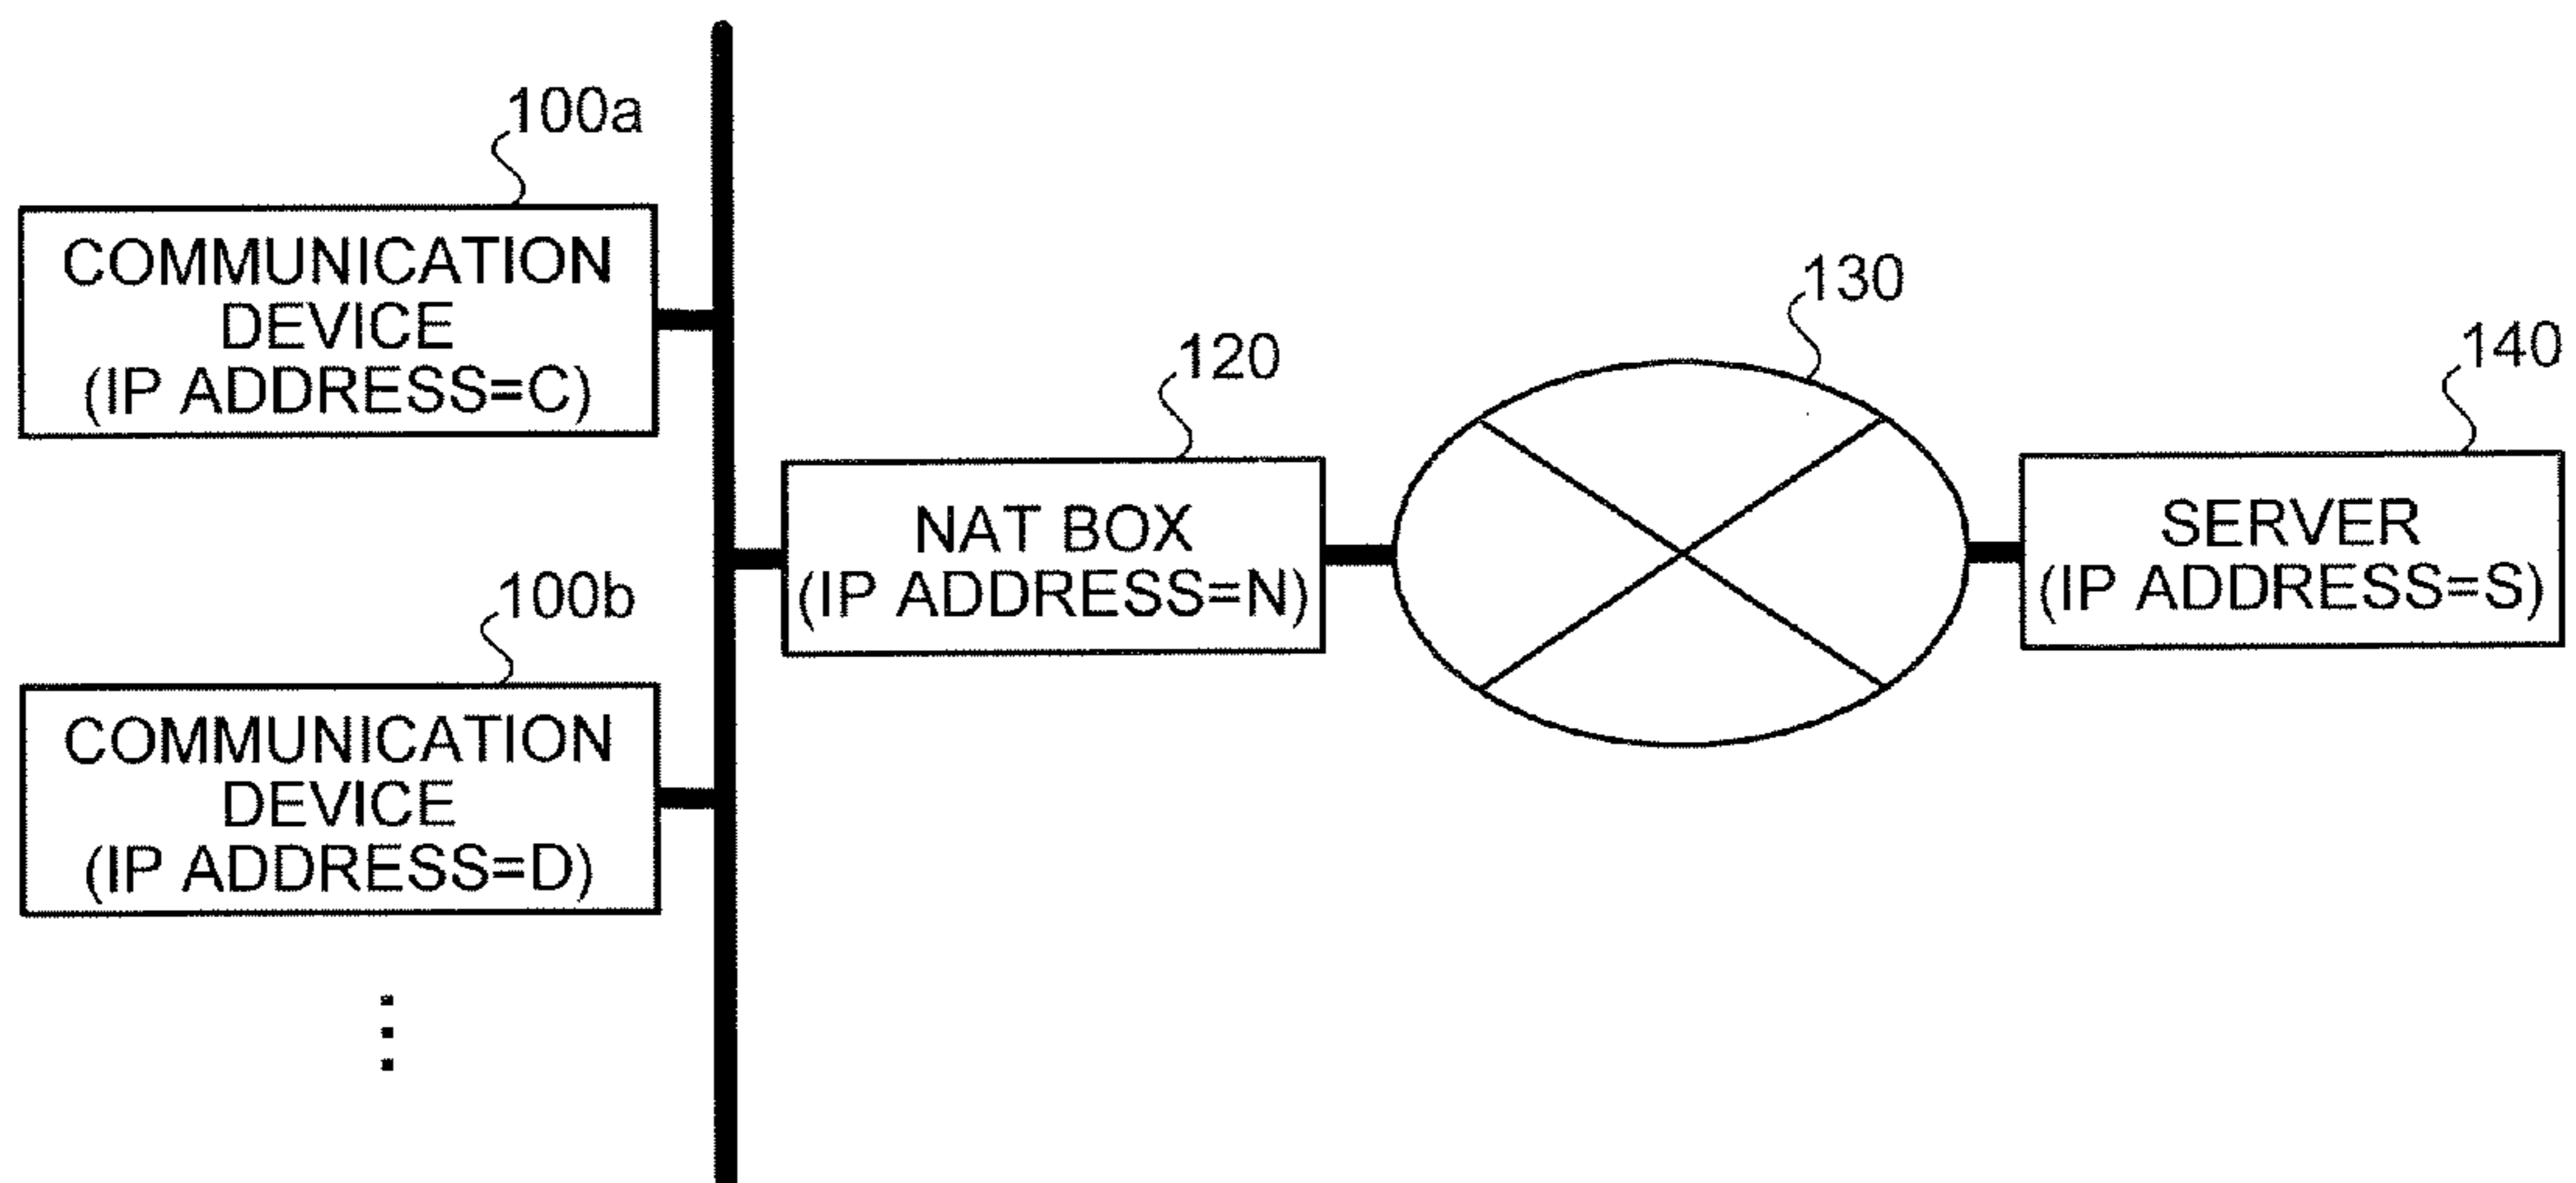 100a
COMMUNICATION
DEVICE
(IP ADDRESS=C)
120
NAT BOX
(IP ADDRESS=N)
130
140
SERVER
(IP ADDRESS=S)
100b
COMMUNICATION
DEVICE
(IP ADDRESS=D)
⋮